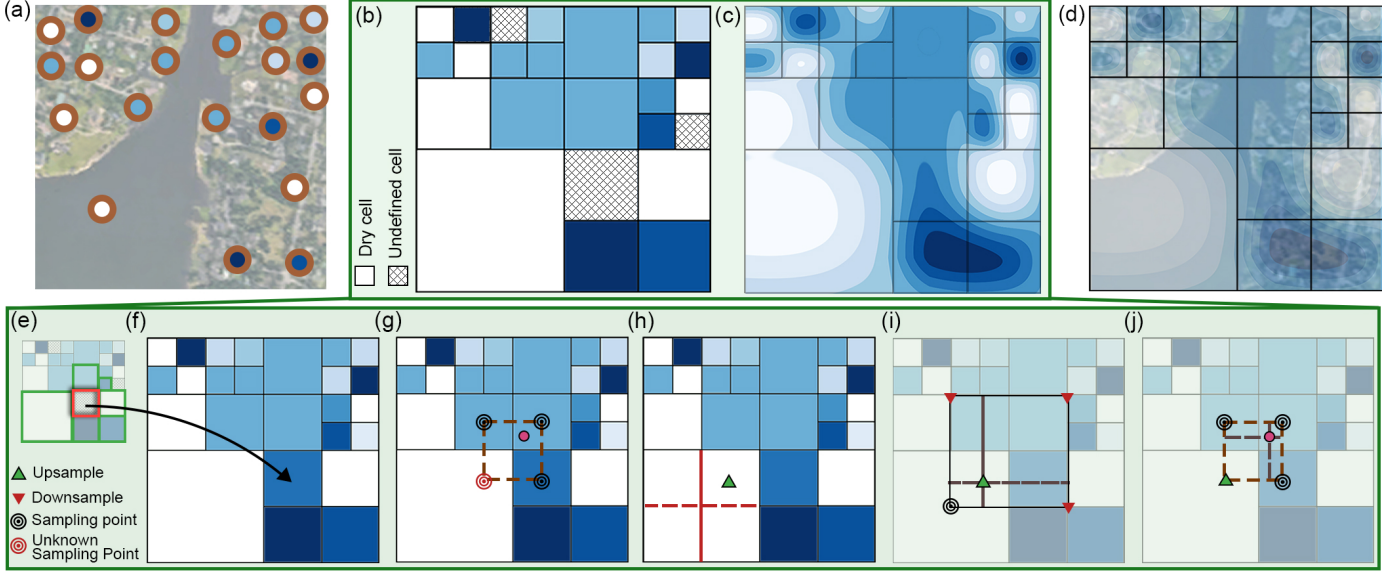 (a)
(b)
(c)
(d)
Dry cell
Undefined cell
(e)
(f)
(g)
(h)
(i)
(j)
Upsample
Downsample
Sampling point
Unknown
Sampling Point